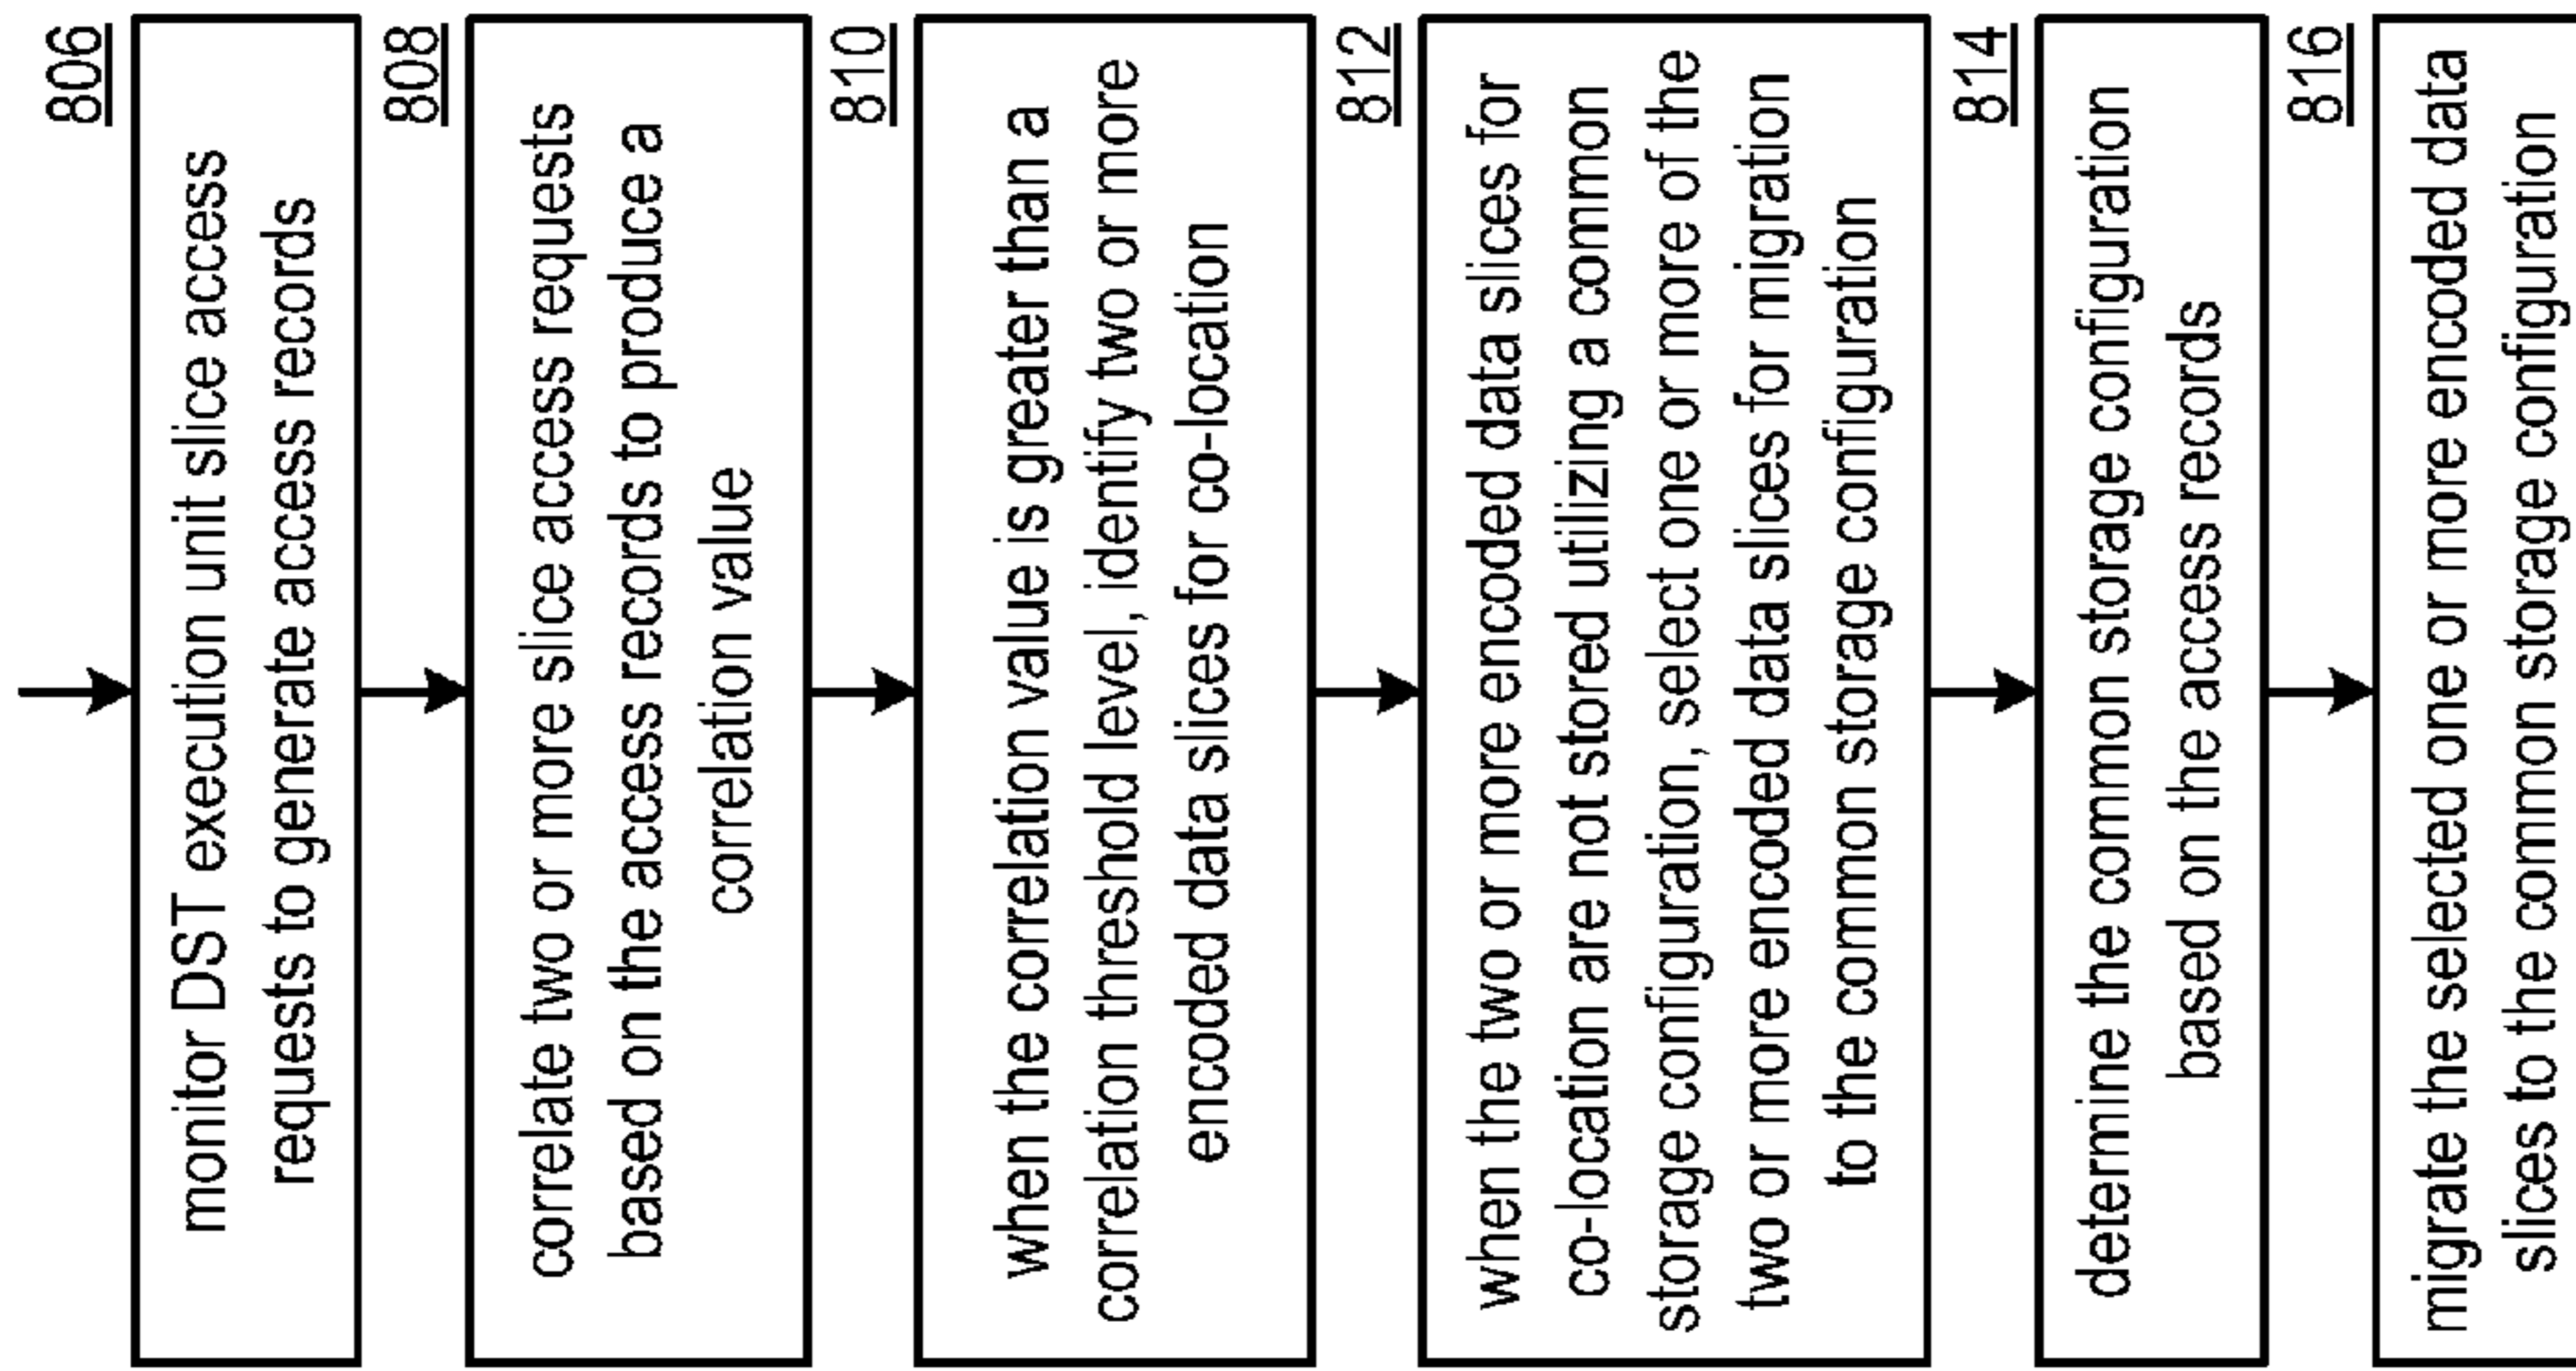 806
monitor DST execution unit slice access
requests to generate access records
808
correlate two or more slice access requests
based on the access records to produce a
correlation value
810
when the correlation value is greater than a
correlation threshold level, identify two or more
encoded data slices for co-location
812
when the two or more encoded data slices for
co-location are not stored utilizing a common
storage configuration, select one or more of the
two or more encoded data slices for migration
to the common storage configuration
814
determine the common storage configuration
based on the access records
816
migrate the selected one or more encoded data
slices to the common storage configuration